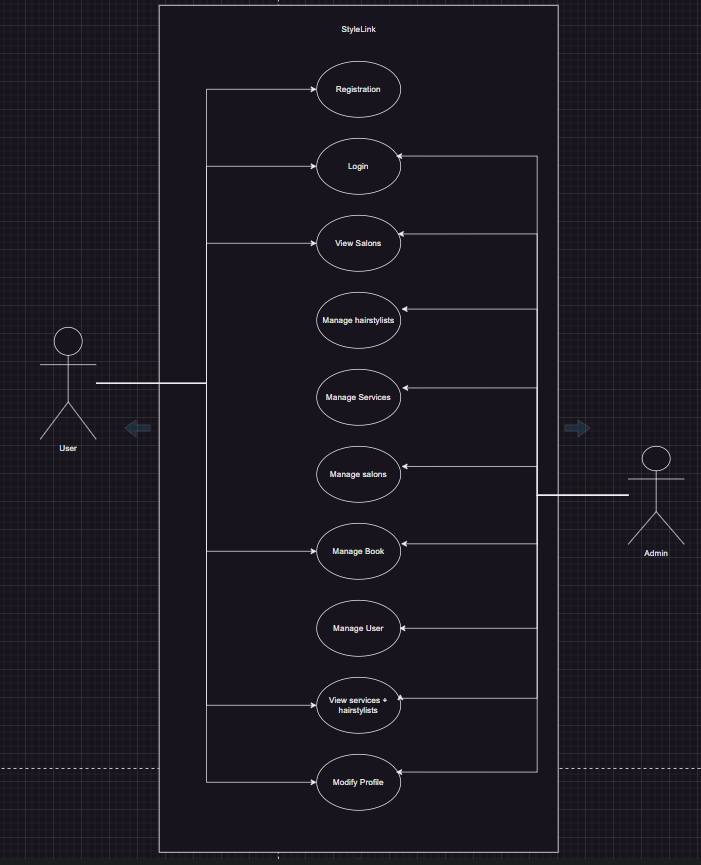 StyleLink
Registration
Login
View Salons
Manage hairstylists
Manage Services
Manage salons
Manage Book
Manage User
View services +
hairstylists
Modify Profile
User
Admin